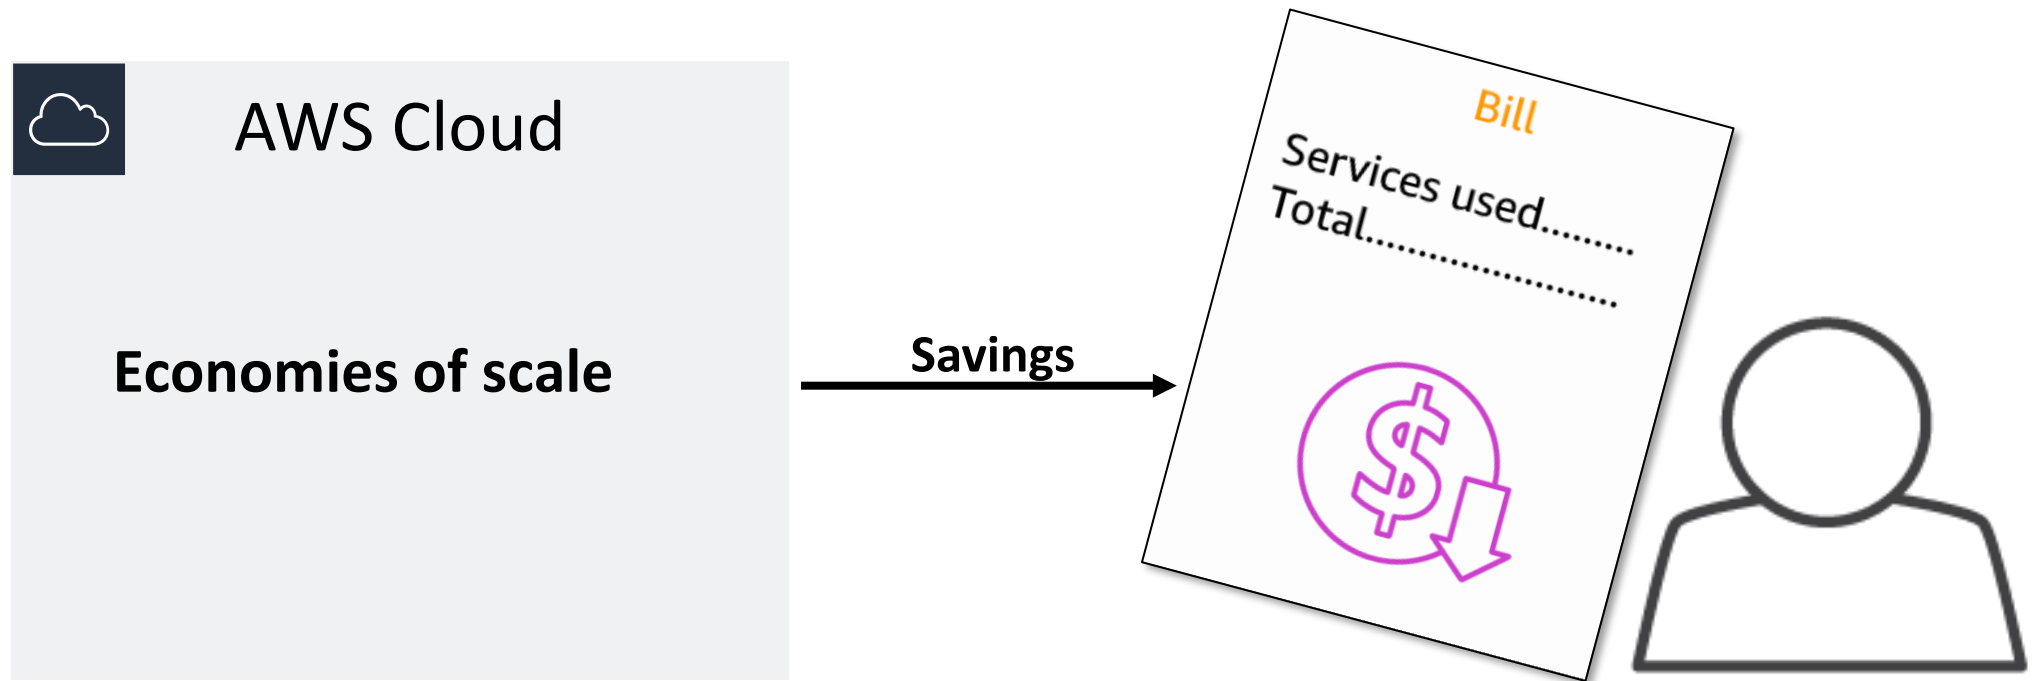 AWS Cloud
Economies of scale
Savings
Bill
Services used.........
Total........................